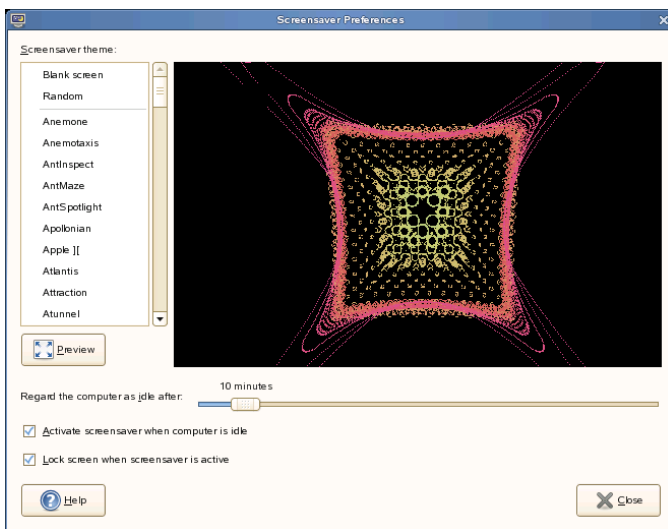 Screensaver Preferences
Screensaver theme:
Blank screen
Random
Anemone
Anemotaxis
AntInspect
AntMaze
AntSpotlight
Apollonian
Apple ][
Atlantis
Attraction
Atunnel
Preview
10 minutes
Regard the computer as idle after:
Activate screensaver when computer is idle
Lock screen when screensaver is active
Help
Close